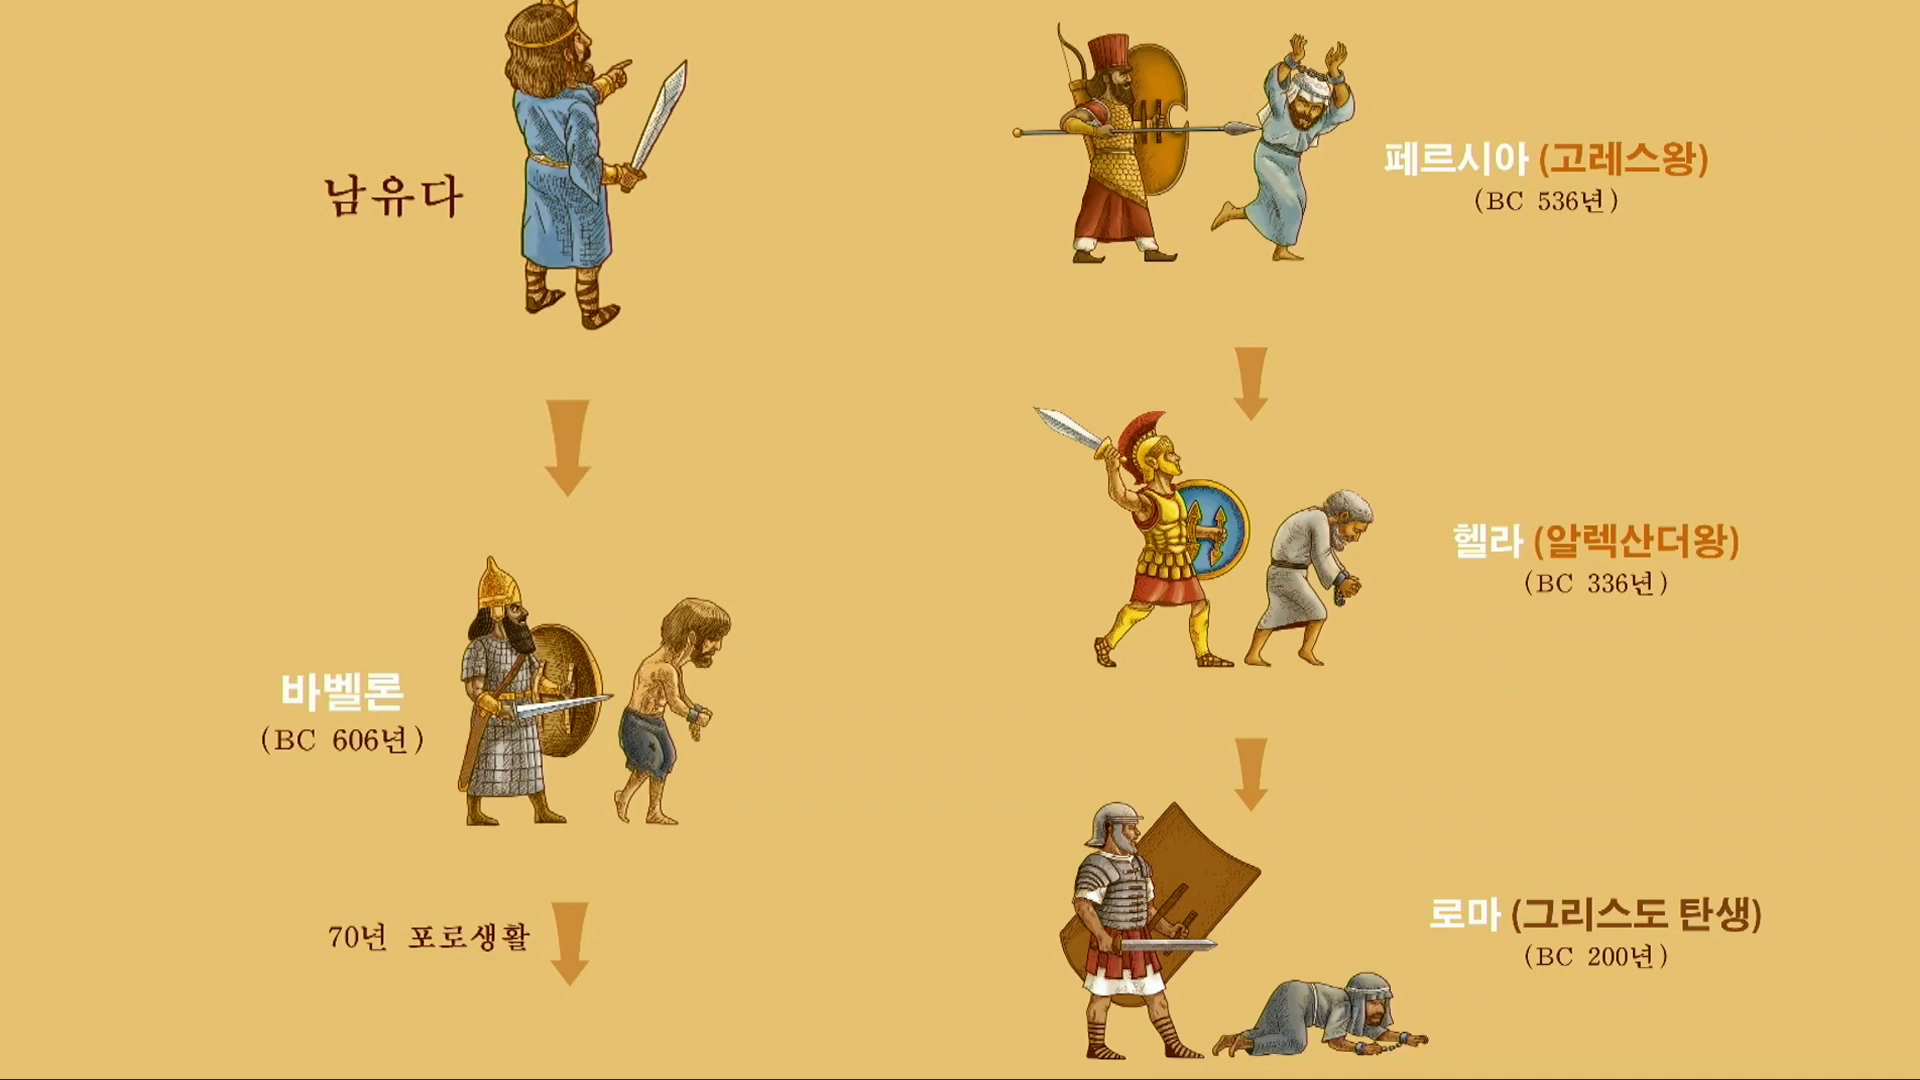 남유다
바벨론
(BC 606년)
70년 포로생활
페르시아 (고레스왕)
(BC 536년)
헬라 (알렉산더왕)
(BC 336년)
로마 (그리스도 탄생)
(BC 200년)